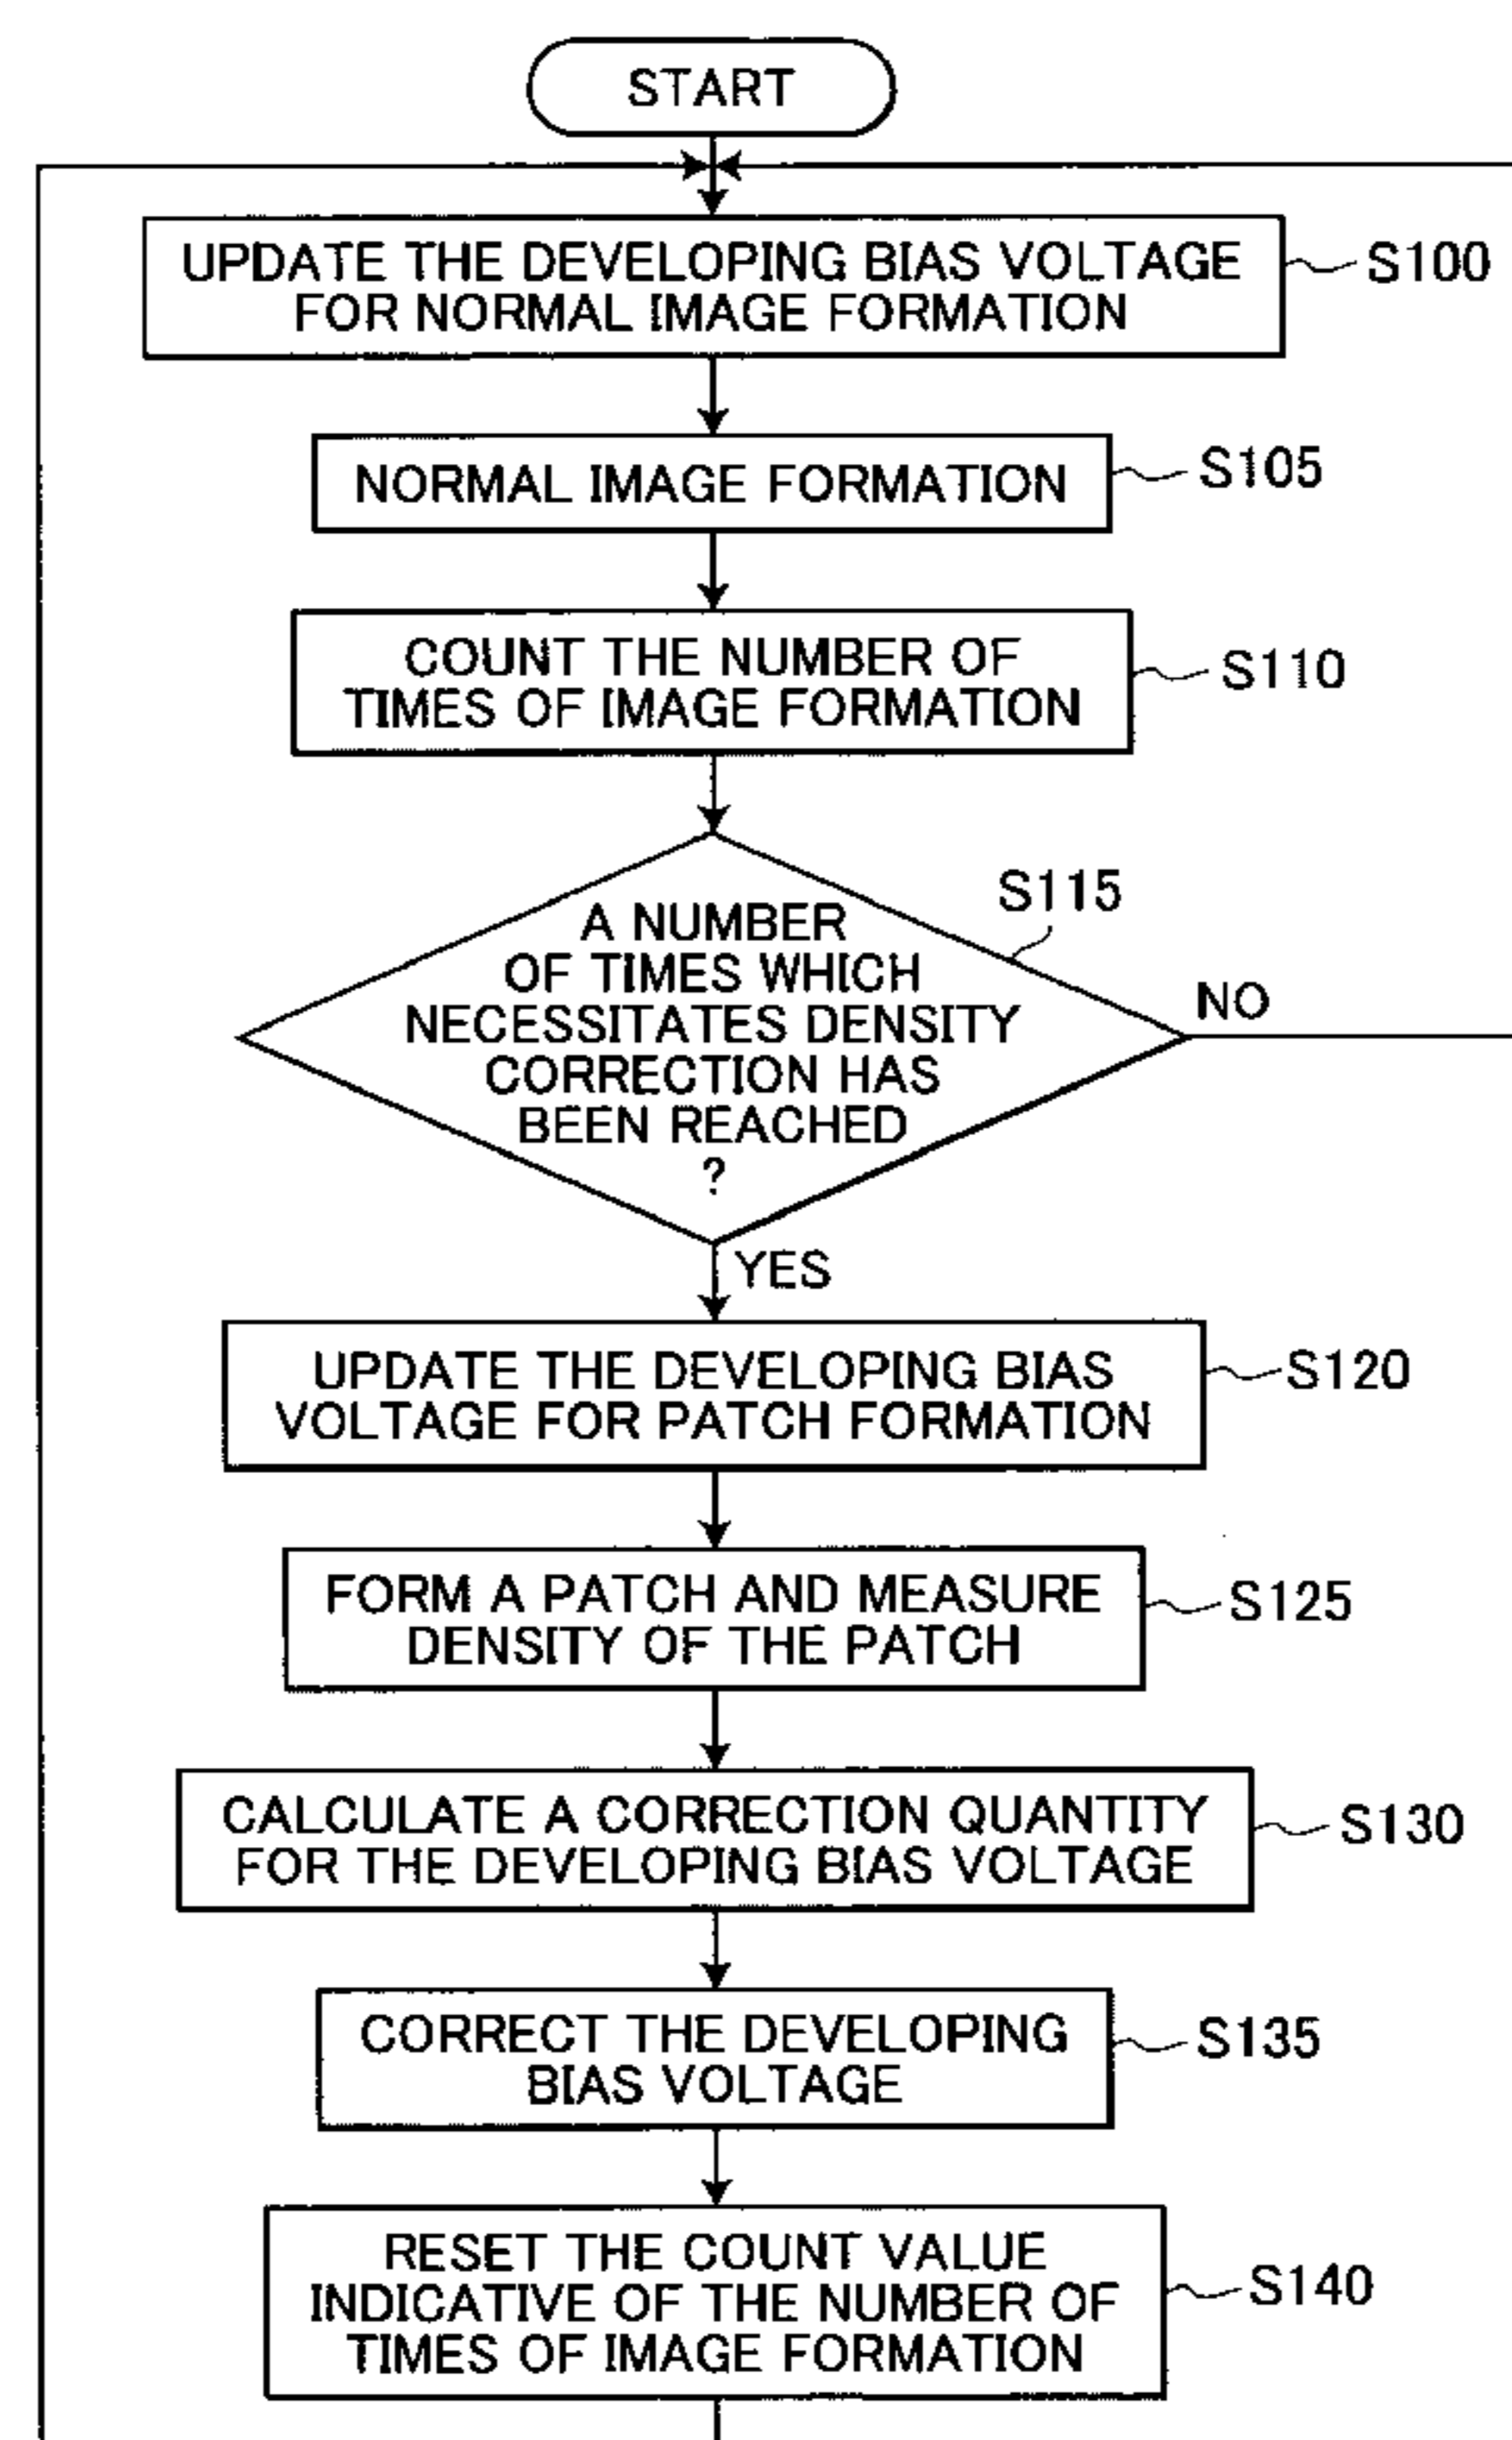 START
UPDATE THE DEVELOPING BIAS VOLTAGE
FOR NORMAL IMAGE FORMATION
S100
NORMAL IMAGE FORMATION
S105
COUNT THE NUMBER OF
TIMES OF IMAGE FORMATION
S110
A NUMBER
OF TIMES WHICH
NECESSITATES DENSITY
CORRECTION HAS
BEEN REACHED
?
S115
NO
YES
UPDATE THE DEVELOPING BIAS
VOLTAGE FOR PATCH FORMATION
S120
FORM A PATCH AND MEASURE
DENSITY OF THE PATCH
S125
CALCULATE A CORRECTION QUANTITY
FOR THE DEVELOPING BIAS VOLTAGE
S130
CORRECT THE DEVELOPING
BIAS VOLTAGE
S135
RESET THE COUNT VALUE
INDICATIVE OF THE NUMBER OF
TIMES OF IMAGE FORMATION
S140